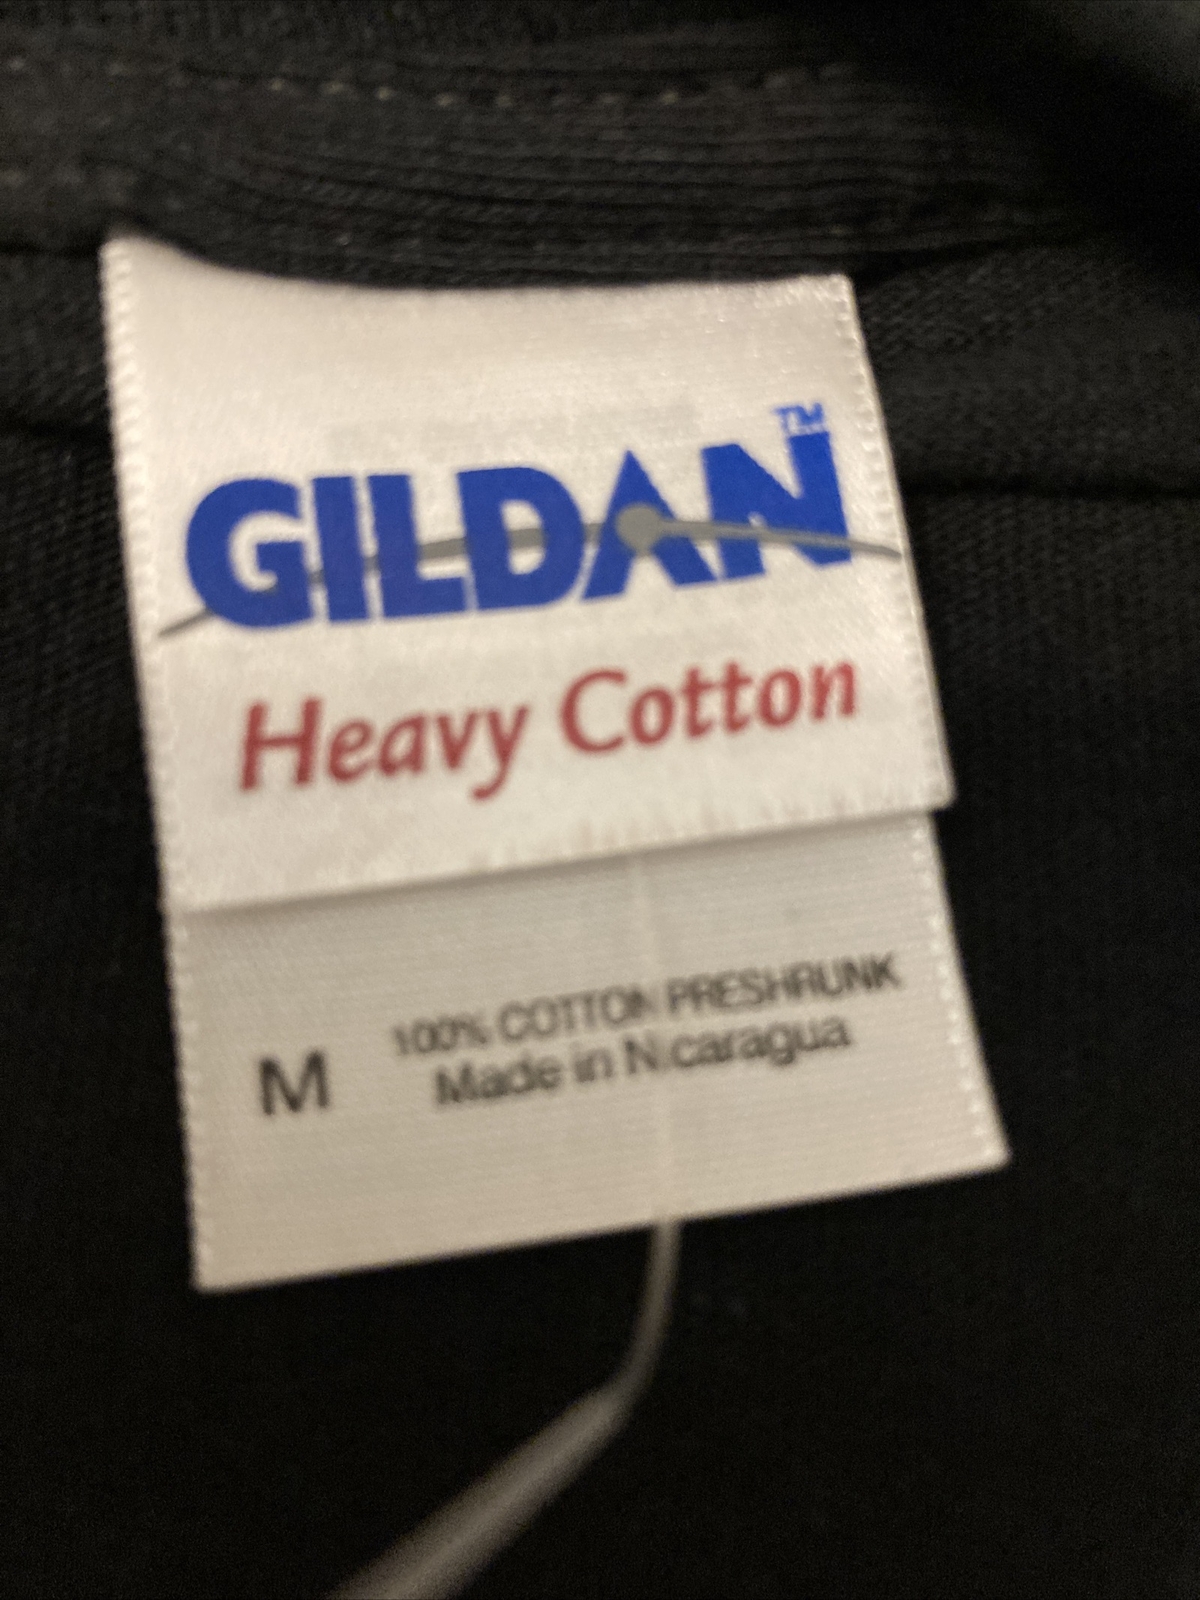 GILDAN™
Heavy Cotton
100% COTTON PRESHRUNK
M
Made in Nicaragua